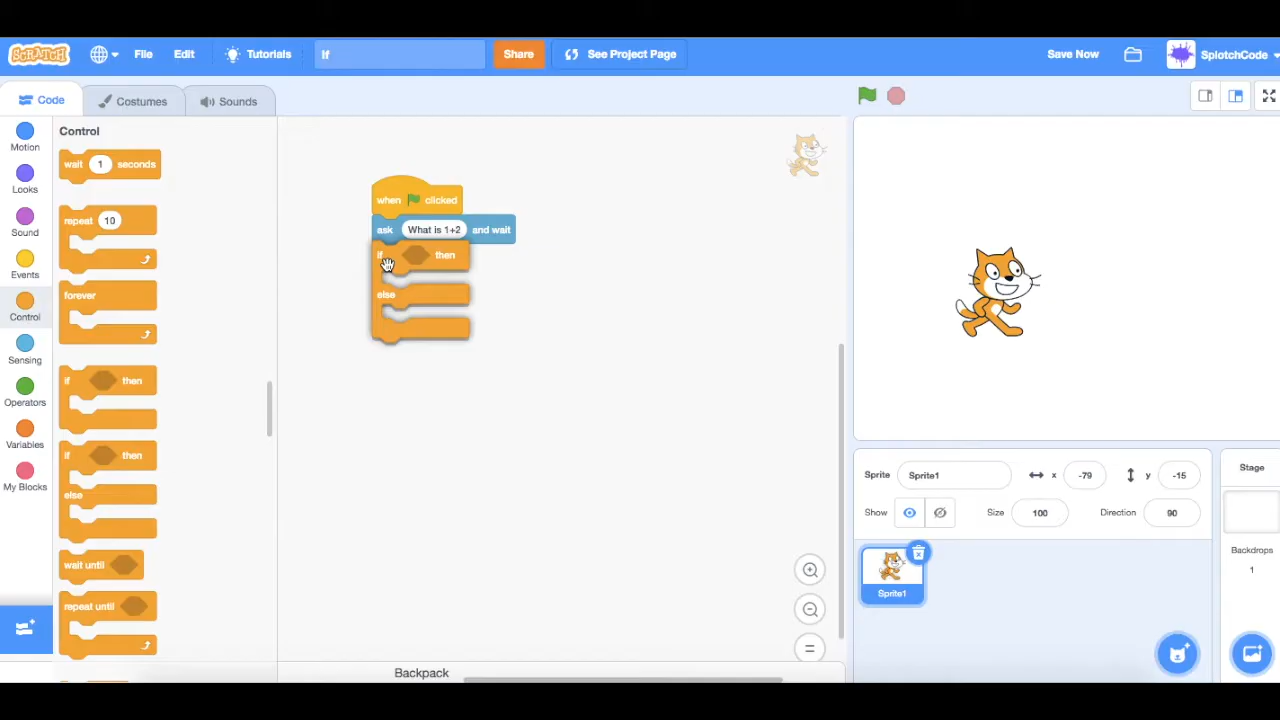 SCRATCH
File
Edit
Tutorials
If
Share
See Project Page
Save Now
SplotchCode
Code
Costumes
Sounds
Motion
Looks
Sound
Events
Control
Sensing
Operators
Variables
My Blocks
Control
wait 1 seconds
repeat 10
forever
if then
if then
else
wait until
repeat until
when clicked
ask What is 1+2 and wait
if then
else
Backpack
Sprite Sprite1 x -79 y -15
Show Size 100 Direction 90
Sprite1
Stage
Backdrops
1